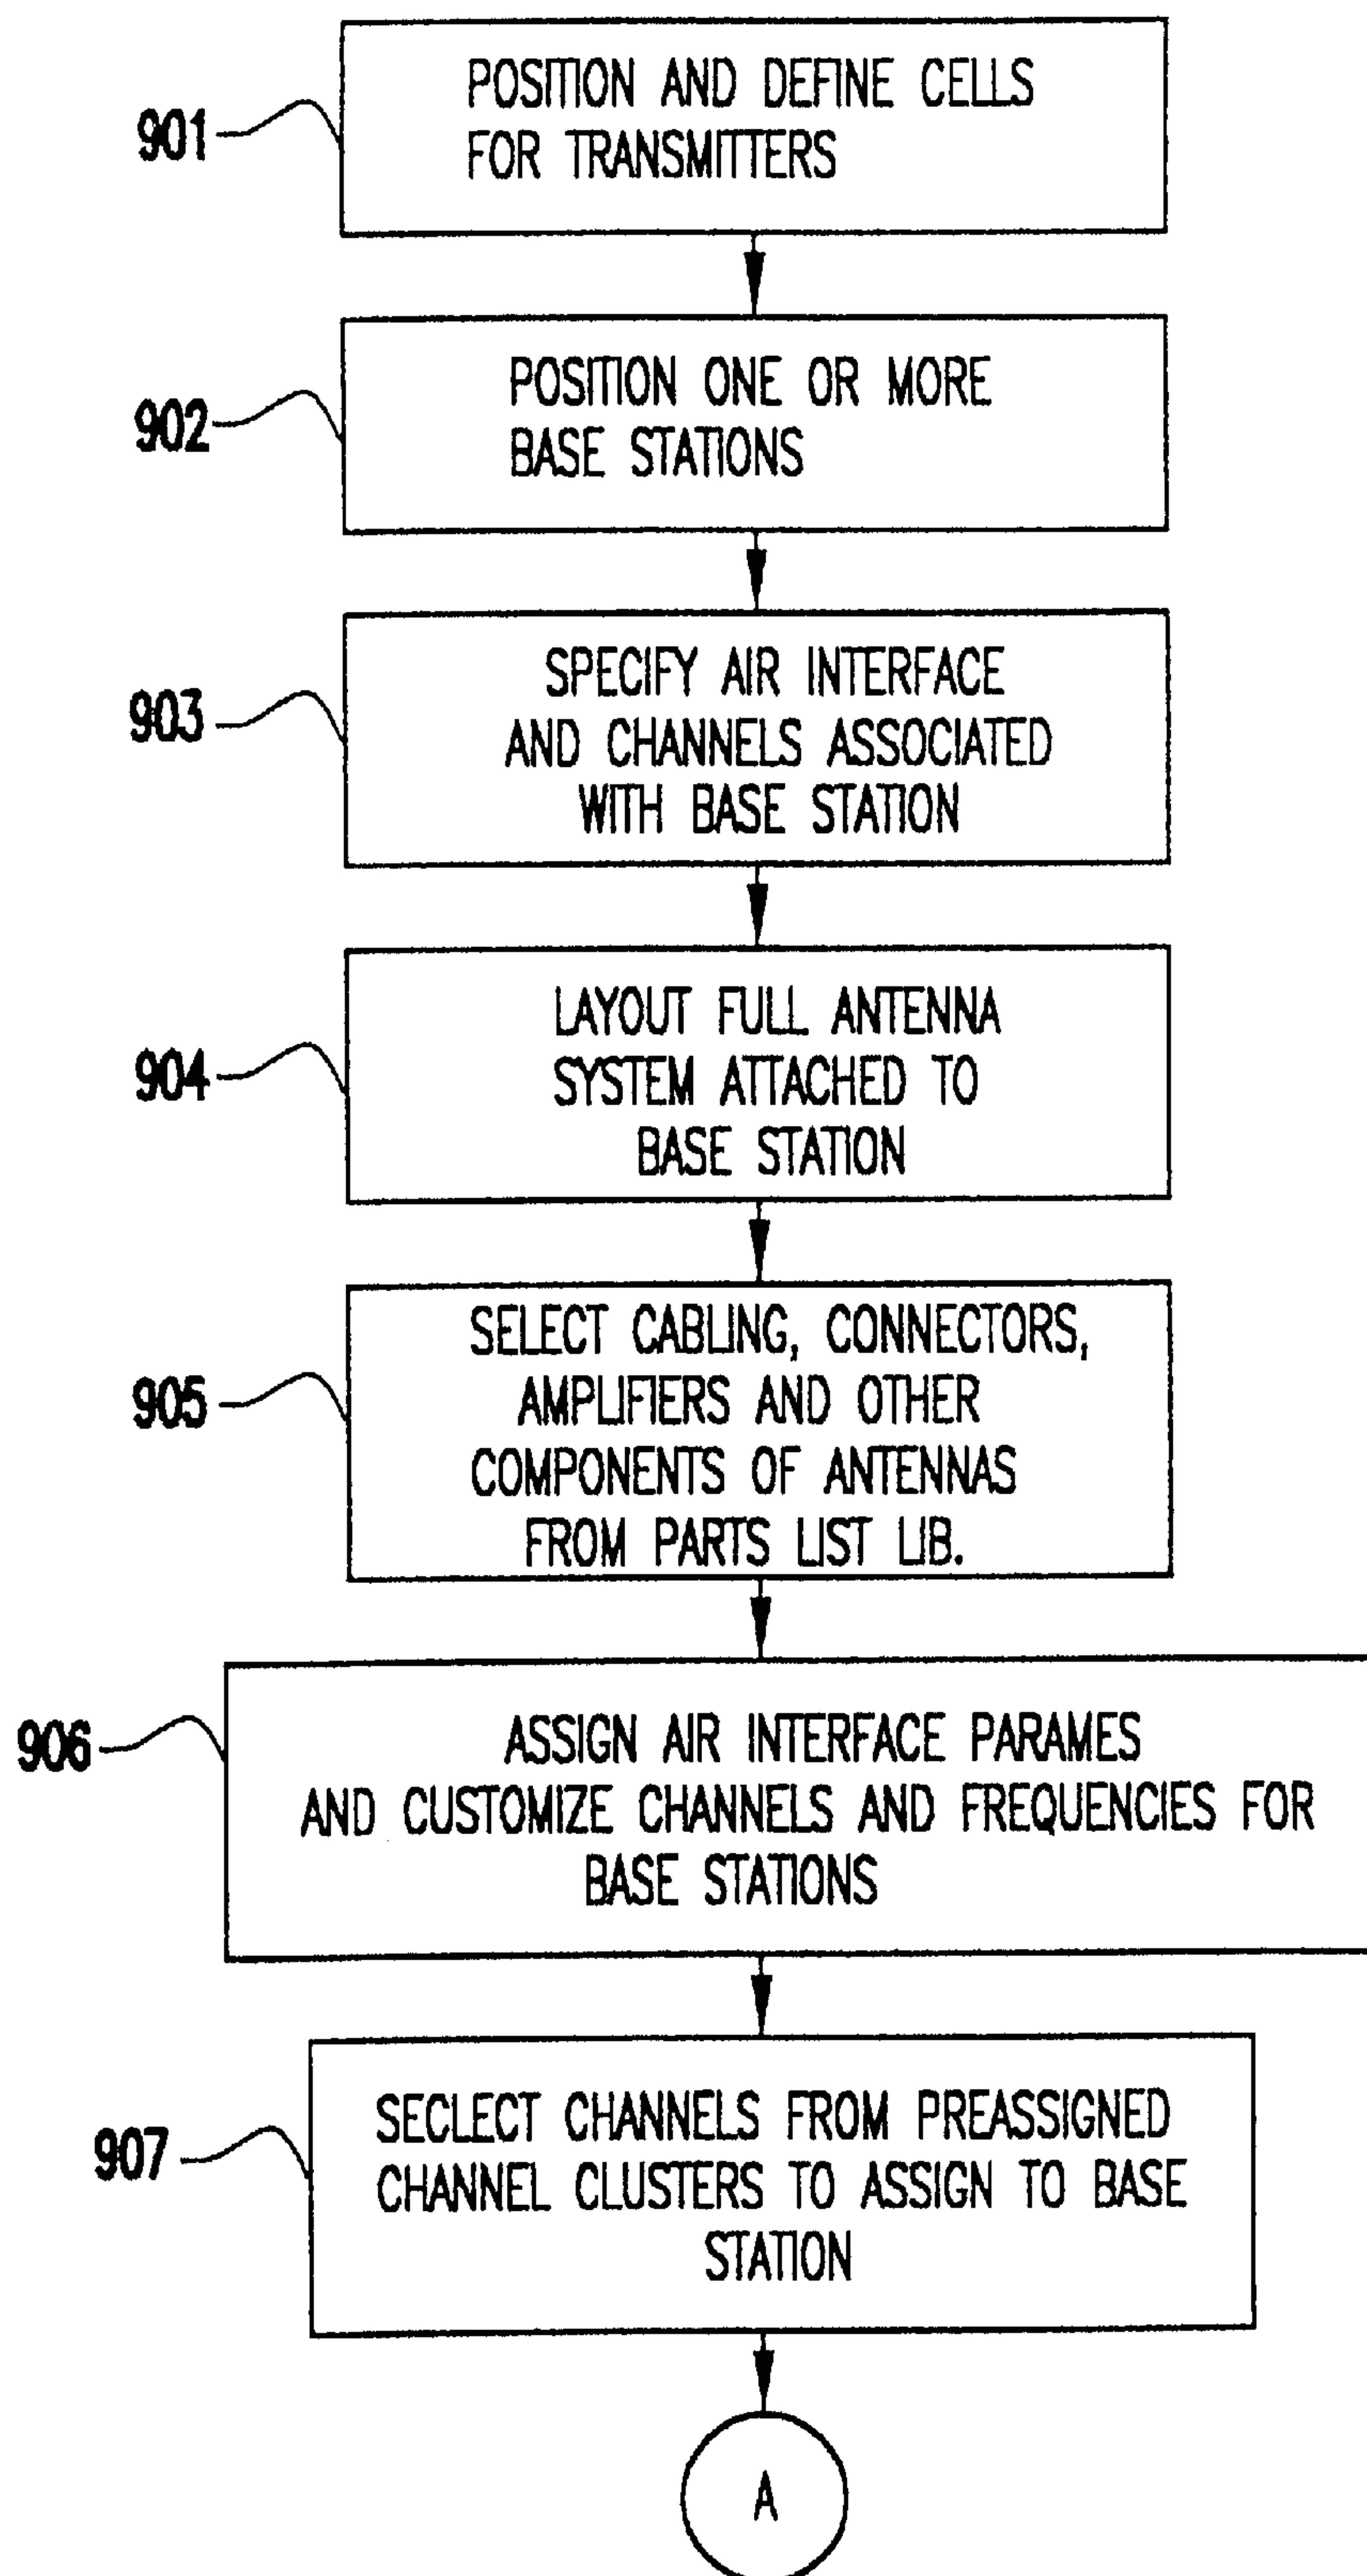 901
POSITION AND DEFINE CELLS
FOR TRANSMITTERS
902
POSITION ONE OR MORE
BASE STATIONS
903
SPECIFY AIR INTERFACE
AND CHANNELS ASSOCIATED
WITH BASE STATION
904
LAYOUT FULL ANTENNA
SYSTEM ATTACHED TO
BASE STATION
905
SELECT CABLING, CONNECTORS,
AMPLIFIERS AND OTHER
COMPONENTS OF ANTENNAS
FROM PARTS LIST LIB.
906
ASSIGN AIR INTERFACE PARAMES
AND CUSTOMIZE CHANNELS AND FREQUENCIES FOR
BASE STATIONS
907
SECLECT CHANNELS FROM PREASSIGNED
CHANNEL CLUSTERS TO ASSIGN TO BASE
STATION
A